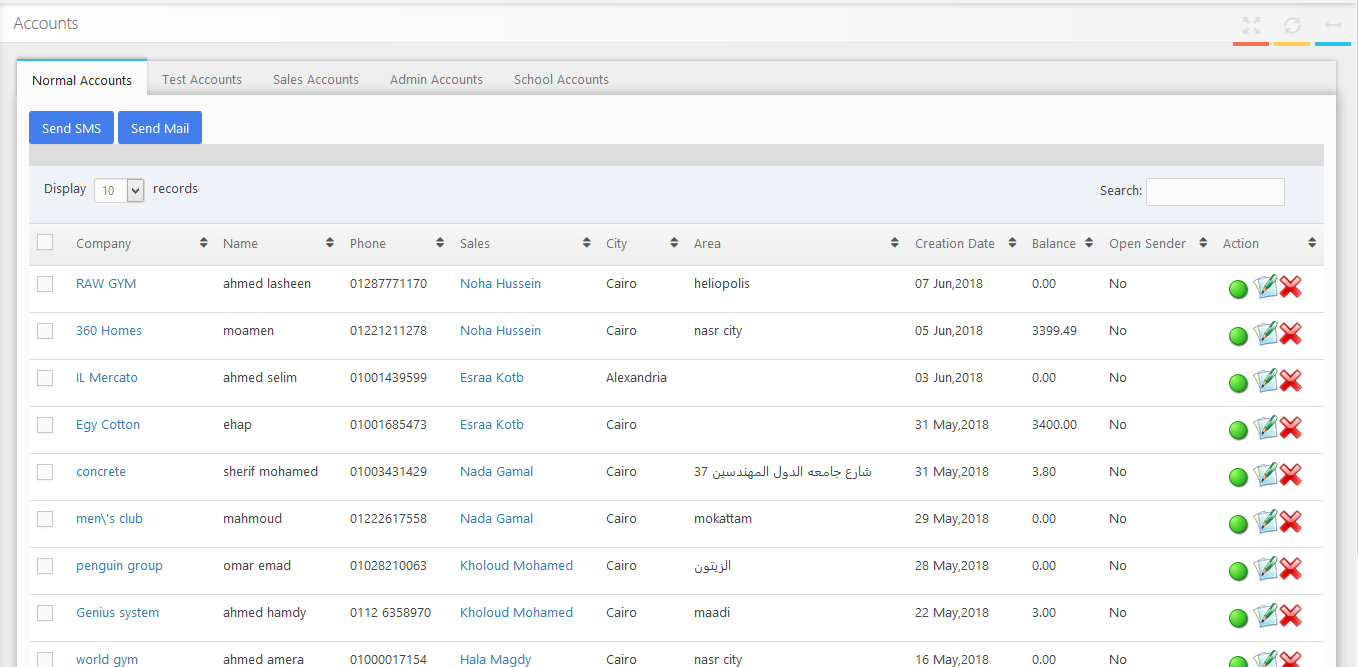 Accounts
Normal Accounts Test Accounts Sales Accounts Admin Accounts School Accounts
Send SMS Send Mail
Display 10 records Search:
Company Name Phone Sales City Area Creation Date Balance Open Sender Action
RAW GYM ahmed lasheen 01287771170 Noha Hussein Cairo heliopolis 07 Jun,2018 0.00 No
360 Homes moamen 01221211278 Noha Hussein Cairo nasr city 05 Jun,2018 3399.49 No
IL Mercato ahmed selim 01001439599 Esraa Kotb Alexandria 03 Jun,2018 0.00 No
Egy Cotton ehap 01001685473 Esraa Kotb Cairo 31 May,2018 3400.00 No
concrete sherif mohamed 01003431429 Nada Gamal Cairo 37 شارع جامعه الدول المهندسين 31 May,2018 3.80 No
men\'s club mahmoud 01222617558 Nada Gamal Cairo mokattam 29 May,2018 0.00 No
penguin group omar emad 01028210063 Kholoud Mohamed Cairo الزيتون 28 May,2018 0.00 No
Genius system ahmed hamdy 0112 6358970 Kholoud Mohamed Cairo maadi 22 May,2018 3.00 No
world gym ahmed amera 01000017154 Hala Magdy Cairo nasr city 16 May,2018 0.00 No